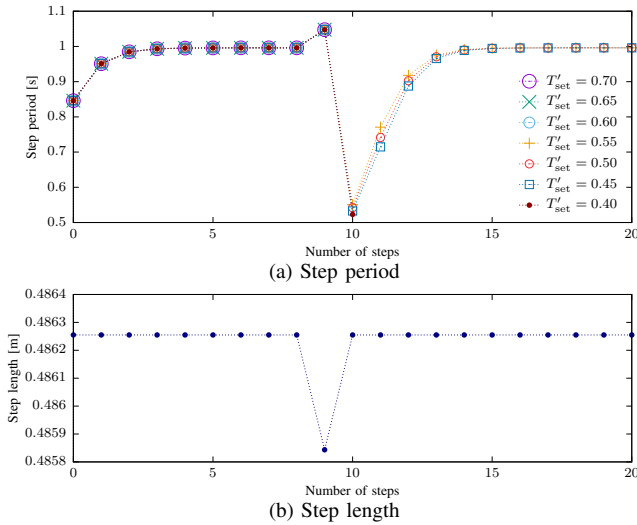 1.1
1
0.9
0.8
0.7
0.6
0.5
Step period [s]
T′set = 0.70
T′set = 0.65
T′set = 0.60
T′set = 0.55
T′set = 0.50
T′set = 0.45
T′set = 0.40
0 5 10 15 20
Number of steps
(a) Step period
0.4864
0.4863
0.4862
0.4861
0.486
0.4859
0.4858
Step length [m]
0 5 10 15 20
Number of steps
(b) Step length